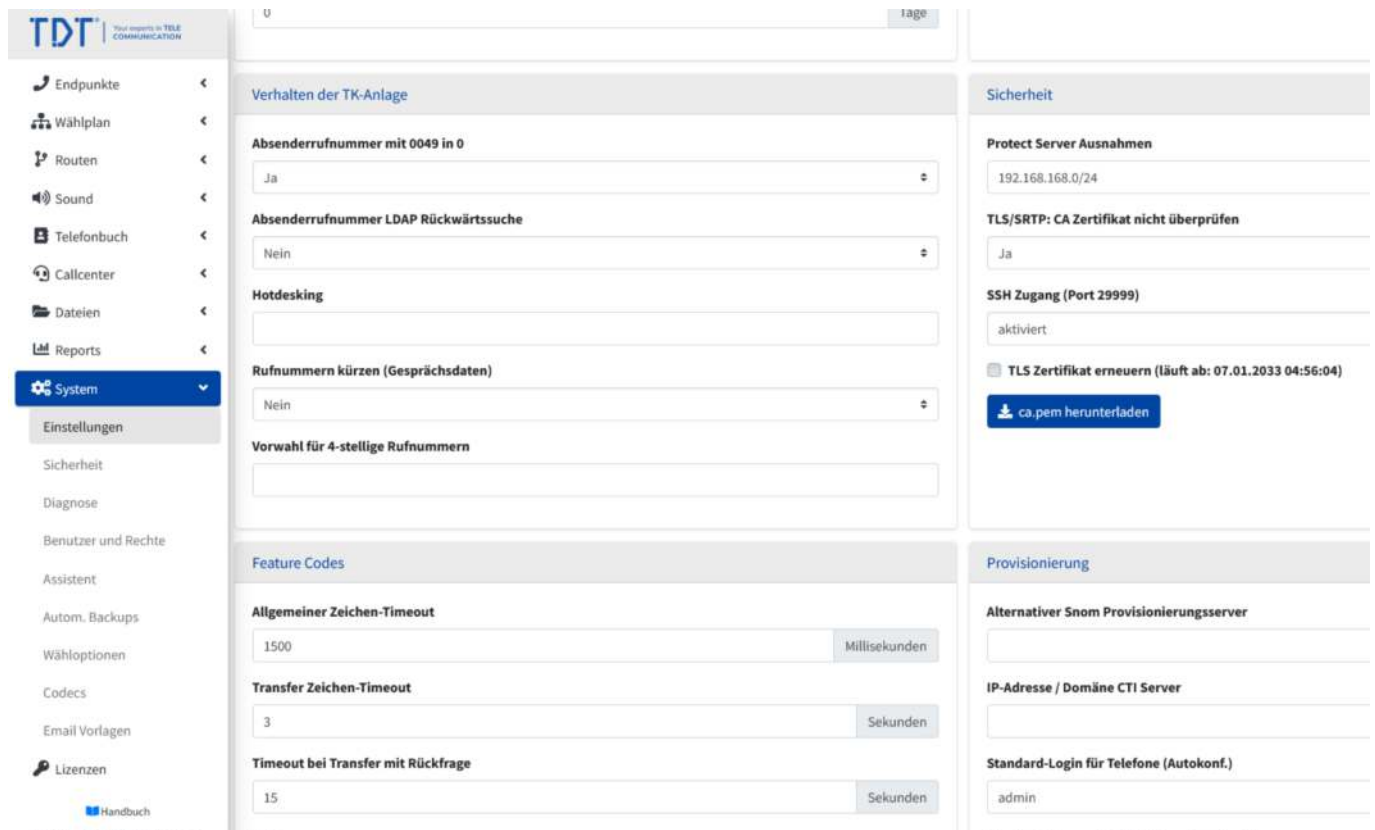 TDT Your experts in TELE
COMMUNICATION
Endpunkte
Wählplan
Routen
Sound
Telefonbuch
Callcenter
Dateien
Reports
System
Einstellungen
Sicherheit
Diagnose
Benutzer und Rechte
Assistent
Autom. Backups
Wähloptionen
Codecs
Email Vorlagen
Lizenzen
Handbuch
0 Tage
Verhalten der TK-Anlage
Absenderrufnummer mit 0049 in 0
Ja
Absenderrufnummer LDAP Rückwärtssuche
Nein
Hotdesking
Rufnummern kürzen (Gesprächsdaten)
Nein
Vorwahl für 4-stellige Rufnummern
Sicherheit
Protect Server Ausnahmen
192.168.168.0/24
TLS/SRTP: CA Zertifikat nicht überprüfen
Ja
SSH Zugang (Port 29999)
aktiviert
TLS Zertifikat erneuern (läuft ab: 07.01.2033 04:56:04)
ca.pem herunterladen
Feature Codes
Allgemeiner Zeichen-Timeout
1500 Millisekunden
Transfer Zeichen-Timeout
3 Sekunden
Timeout bei Transfer mit Rückfrage
15 Sekunden
Provisionierung
Alternativer Snom Provisionierungsserver
IP-Adresse / Domäne CTI Server
Standard-Login für Telefone (Autokonf.)
admin